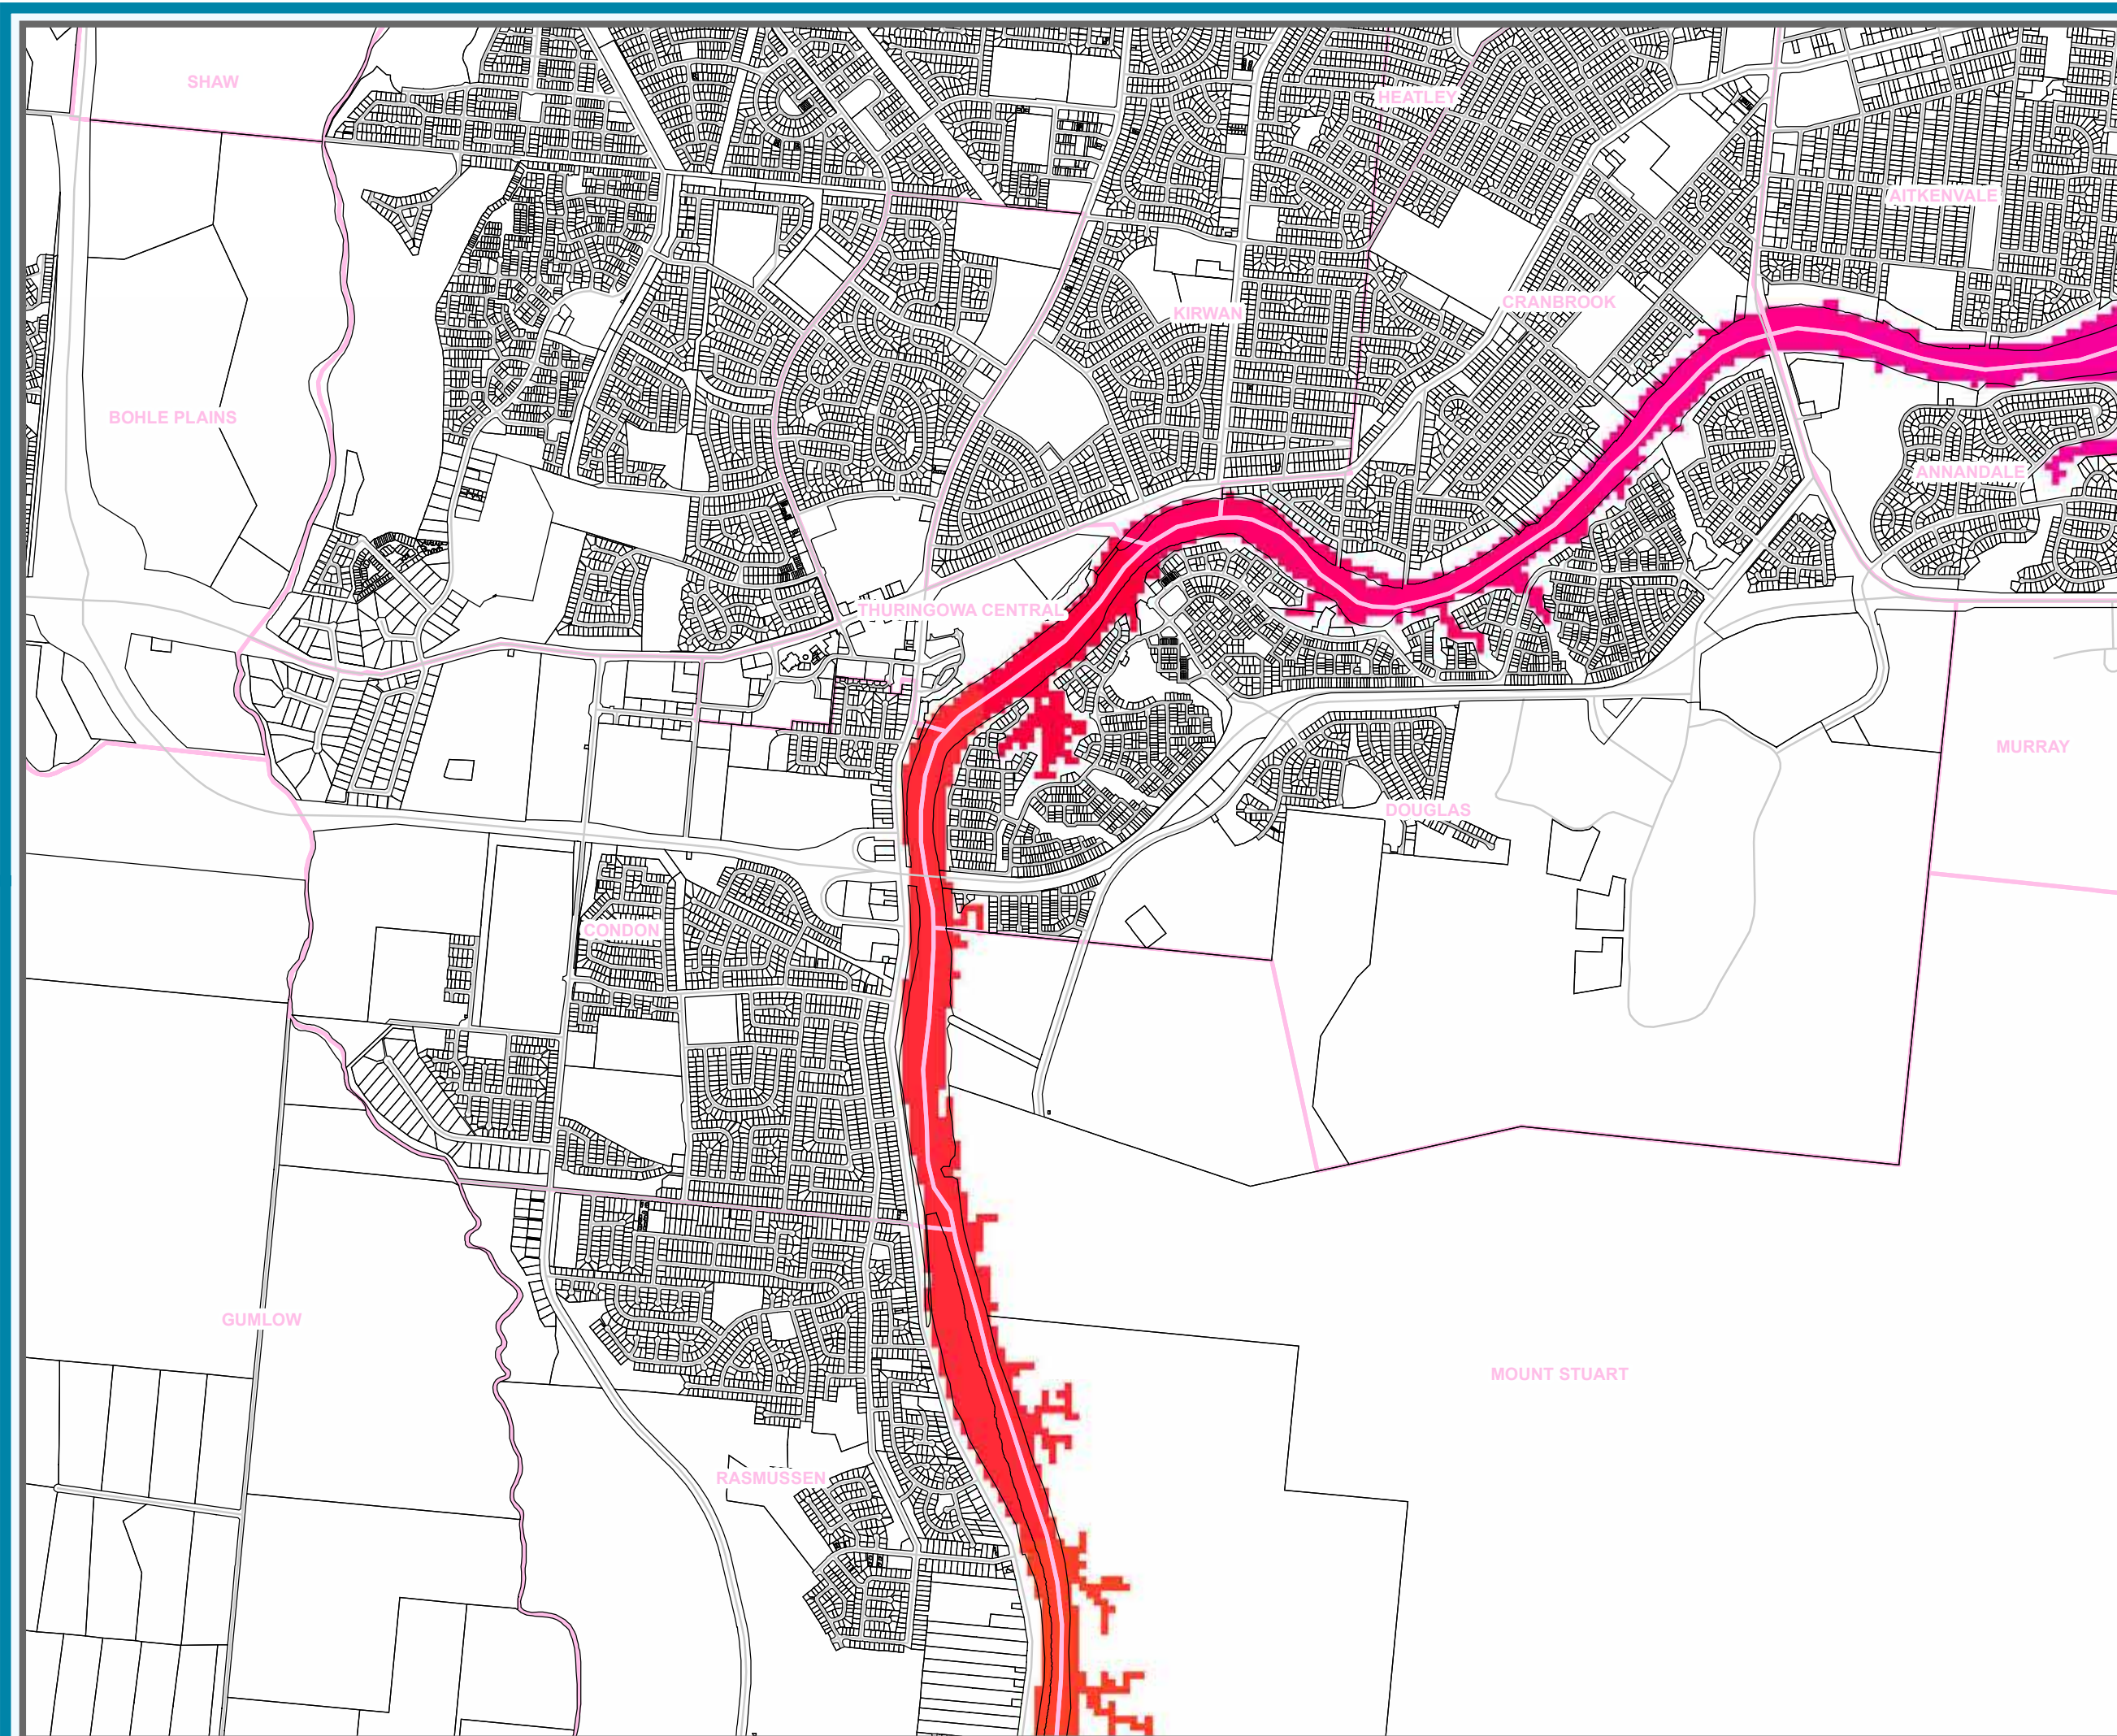 SHAW
HEATLEY
AITKENVALE
CRANBROOK
KIRWAN
BOHLE PLAINS
ANNANDALE
THURINGOWA CENTRAL
MURRAY
DOUGLAS
CONDON
GUMLOW
MOUNT STUART
RASMUSSEN